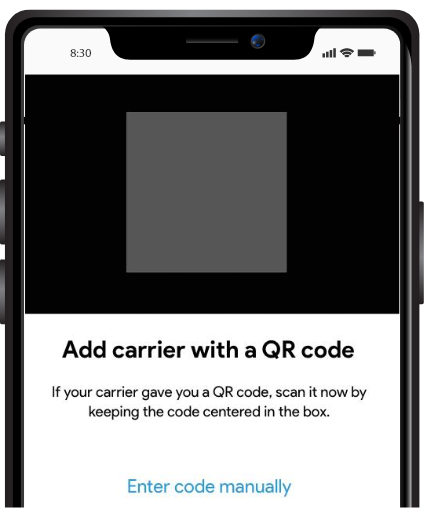 8:30
Add carrier with a QR code
If your carrier gave you a QR code, scan it now by
keeping the code centered in the box.
Enter code manually